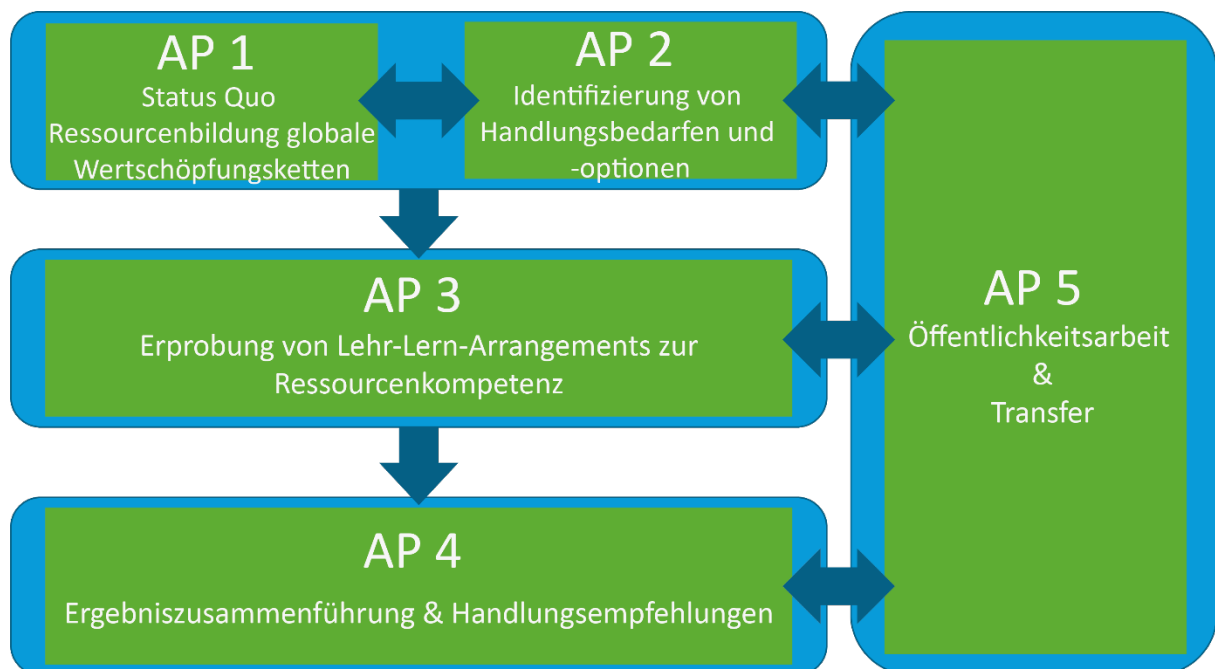 AP 1
Status Quo
Ressourcenbildung globale
Wertschöpfungsketten
AP 2
Identifizierung von
Handlungsbedarfen und
-optionen
AP 3
Erprobung von Lehr-Lern-Arrangements zur
Ressourcenkompetenz
AP 4
Ergebniszusammenführung & Handlungsempfehlungen
AP 5
Öffentlichkeitsarbeit
&
Transfer